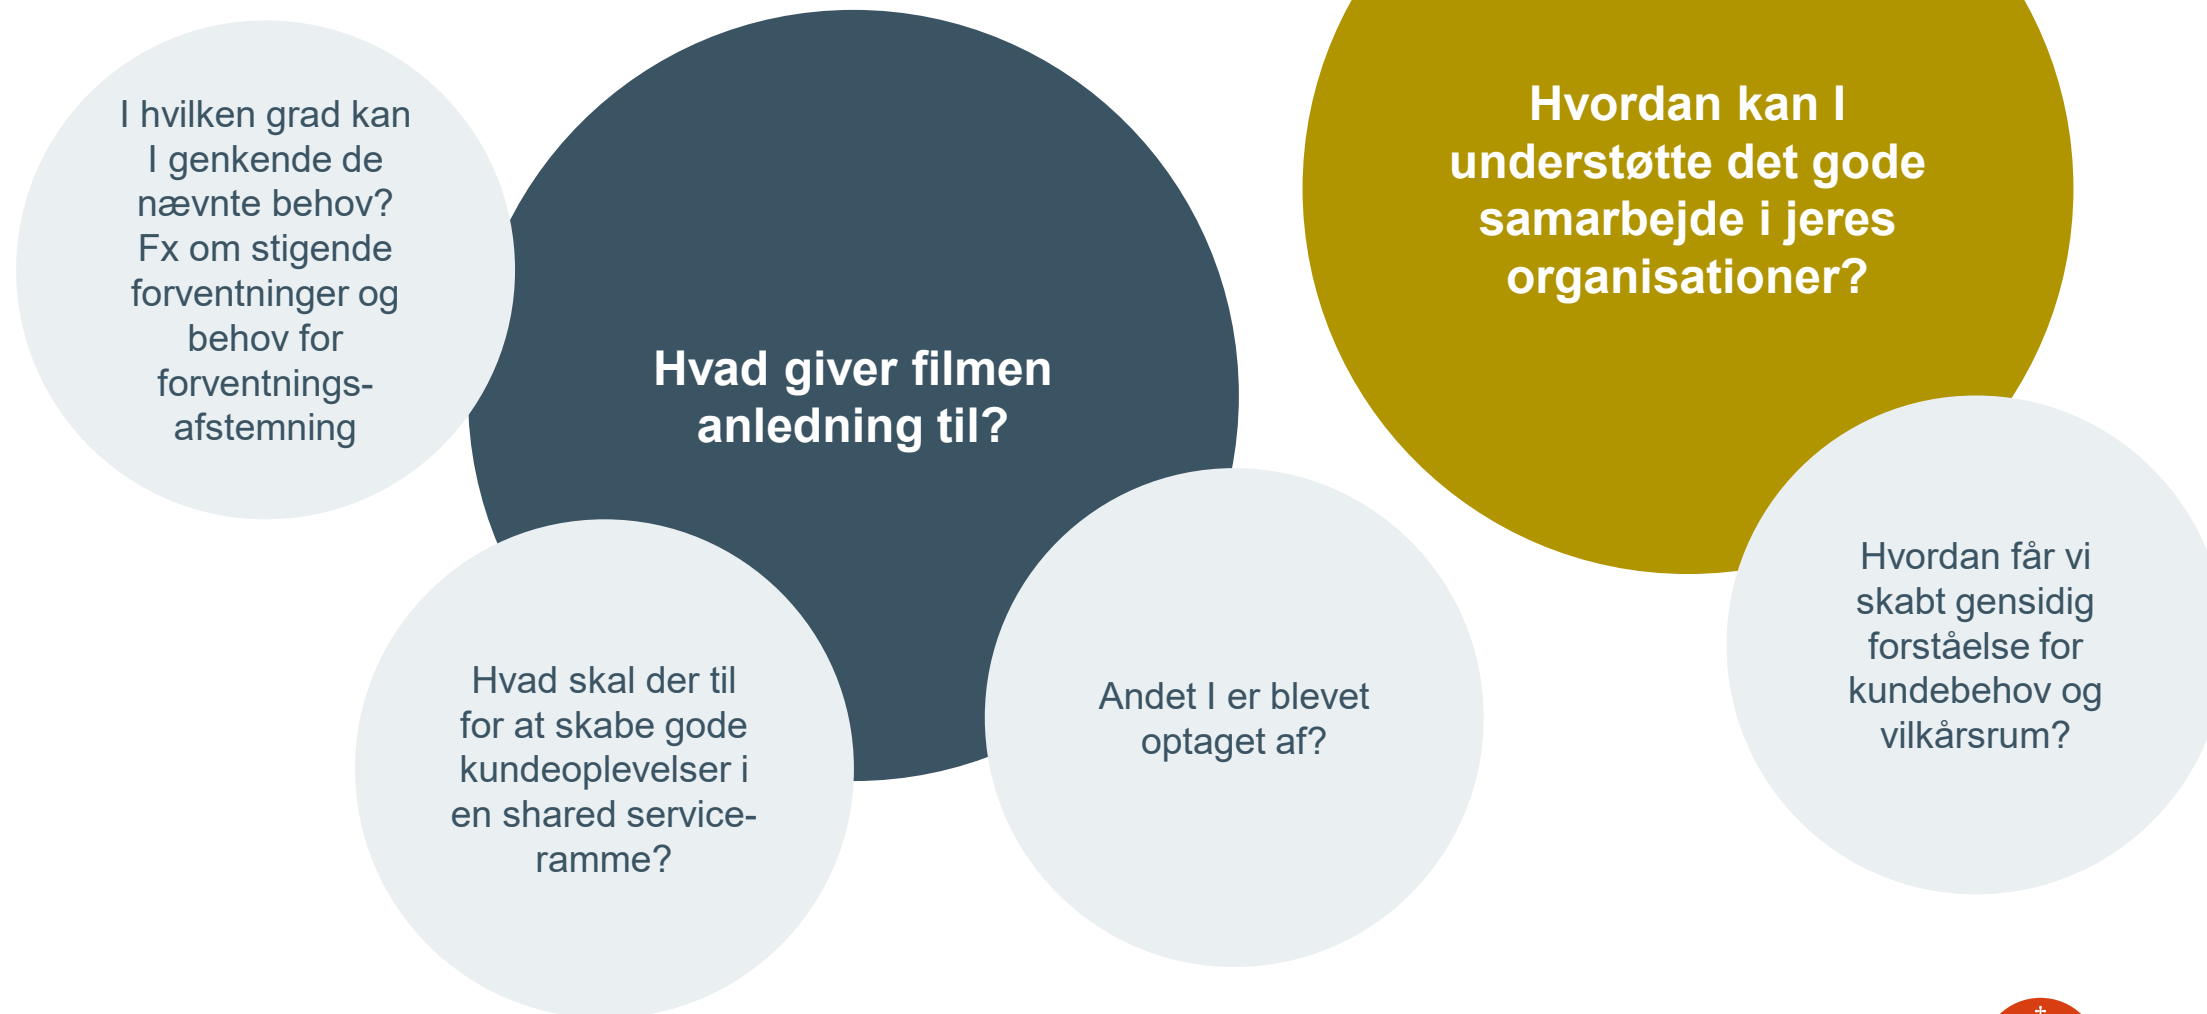 I hvilken grad kan
I genkende de
nævnte behov?
Fx om stigende
forventninger og
behov for
forventnings-
afstemning
Hvad giver filmen
anledning til?
Hvad skal der til
for at skabe gode
kundeoplevelser i
en shared service-
ramme?
Andet I er blevet
optaget af?
Hvordan kan I
understøtte det gode
samarbejde i jeres
organisationer?
Hvordan får vi
skabt gensidig
forståelse for
kundebehov og
vilkårsrum?